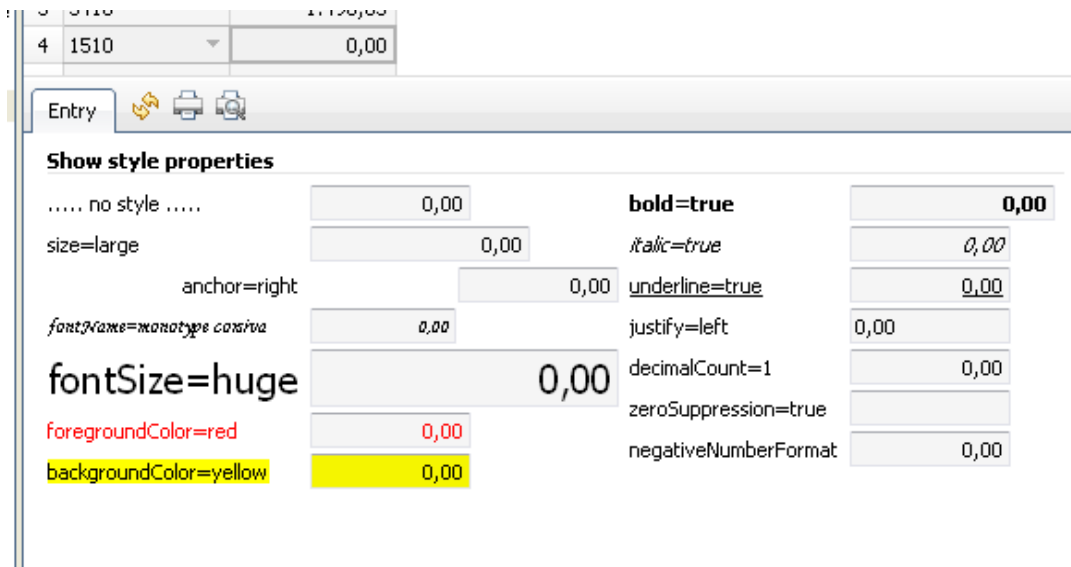 4 1510 0,00
Entry
Show style properties
..... no style ..... 0,00
size=large 0,00
anchor=right 0,00
fontName=monotype corsiva 0,00
fontSize=huge 0,00
foregroundColor=red 0,00
backgroundColor=yellow 0,00
bold=true 0,00
italic=true 0,00
underline=true 0,00
justify=left 0,00
decimalCount=1 0,00
zeroSuppression=true
negativeNumberFormat 0,00